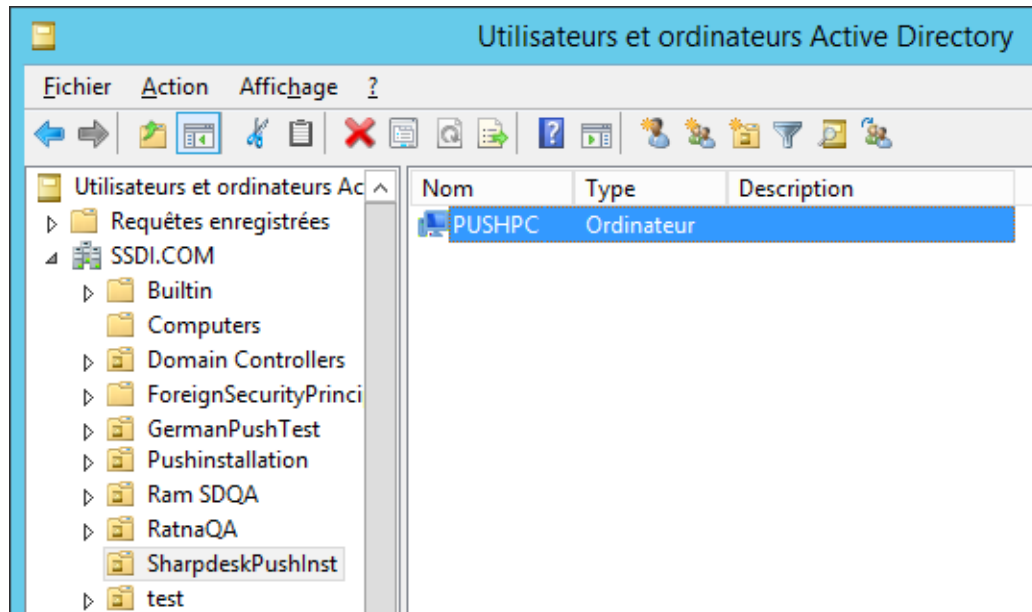 Utilisateurs et ordinateurs Active Directory
Fichier Action Affichage ?
Utilisateurs et ordinateurs Ac
Requêtes enregistrées
SSDI.COM
Builtin
Computers
Domain Controllers
ForeignSecurityPrinci
GermanPushTest
Pushinstallation
Ram SDQA
RatnaQA
SharpdeskPushInst
test
Nom Type Description
PUSHPC Ordinateur